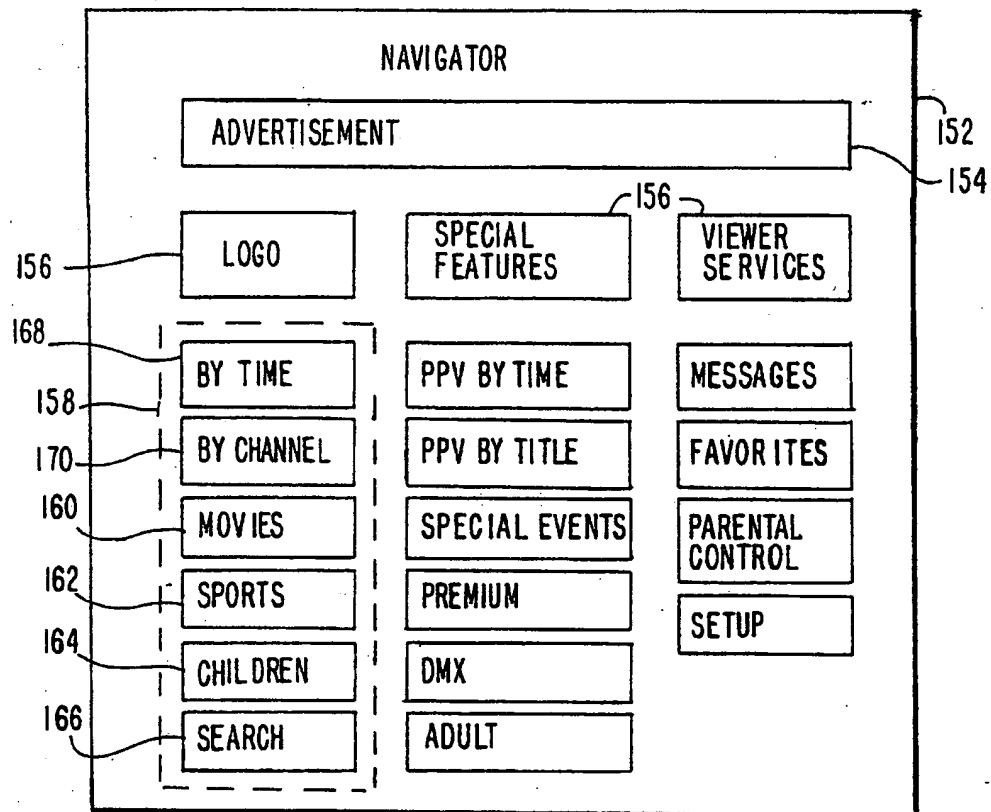 NAVIGATOR
ADVERTISEMENT
152
154
156
156
LOGO
SPECIAL
FEATURES
VIEWER
SERVICES
168
158
170
160
162
164
166
BY TIME
BY CHANNEL
MOVIES
SPORTS
CHILDREN
SEARCH
PPV BY TIME
PPV BY TITLE
SPECIAL EVENTS
PREMIUM
DMX
ADULT
MESSAGES
FAVORITES
PARENTAL
CONTROL
SETUP